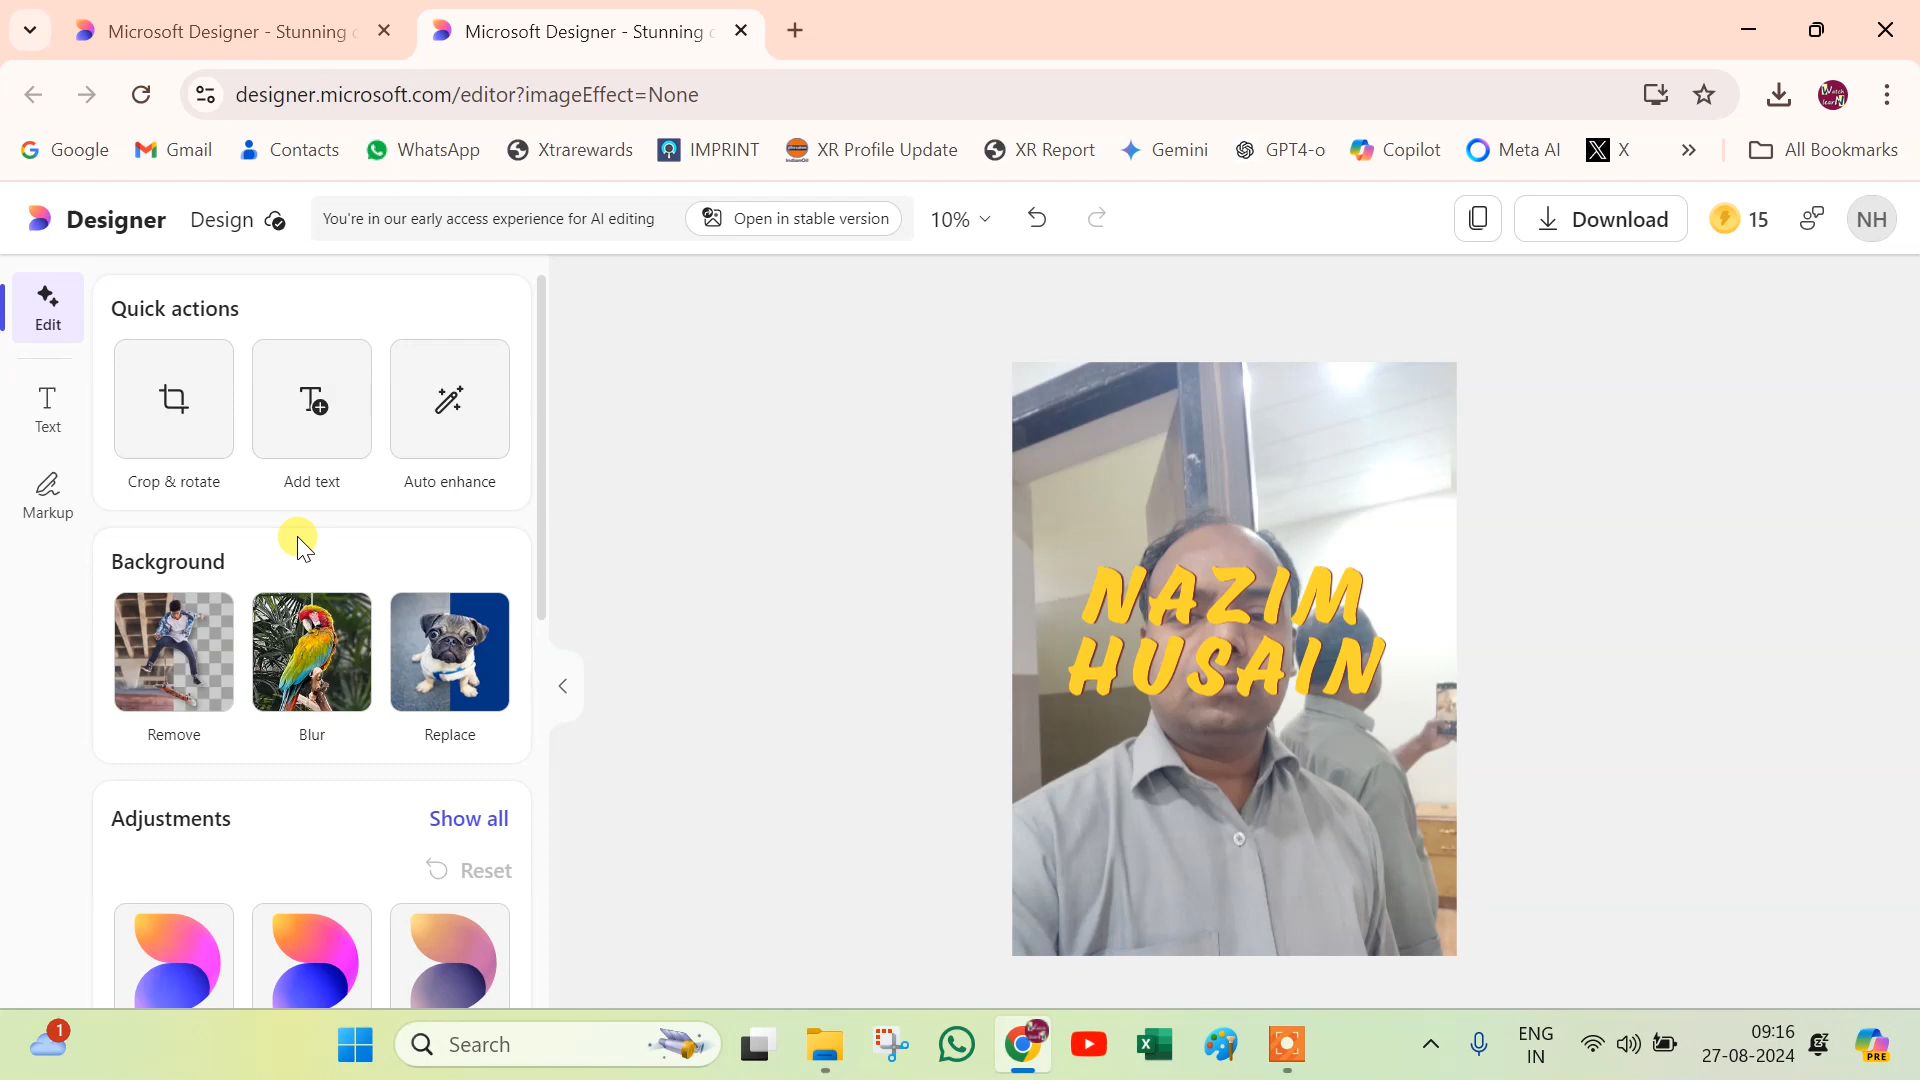 Microsoft Designer - Stunning
Microsoft Designer - Stunning
designer.microsoft.com/editor?imageEffect=None
Google
Gmail
Contacts
WhatsApp
Xtrarewards
IMPRINT
XR Profile Update
XR Report
Gemini
GPT4-o
Copilot
Meta AI
X
»
All Bookmarks
Designer
Design
You're in our early access experience for AI editing
Open in stable version
10%
Download
15
NH
Edit
Text
Markup
Quick actions
Crop & rotate
Add text
Auto enhance
Background
Remove
Blur
Replace
Adjustments
Show all
Reset
NAZIM
HUSAIN
1
Search
ENG
IN
09:16
27-08-2024
PRE